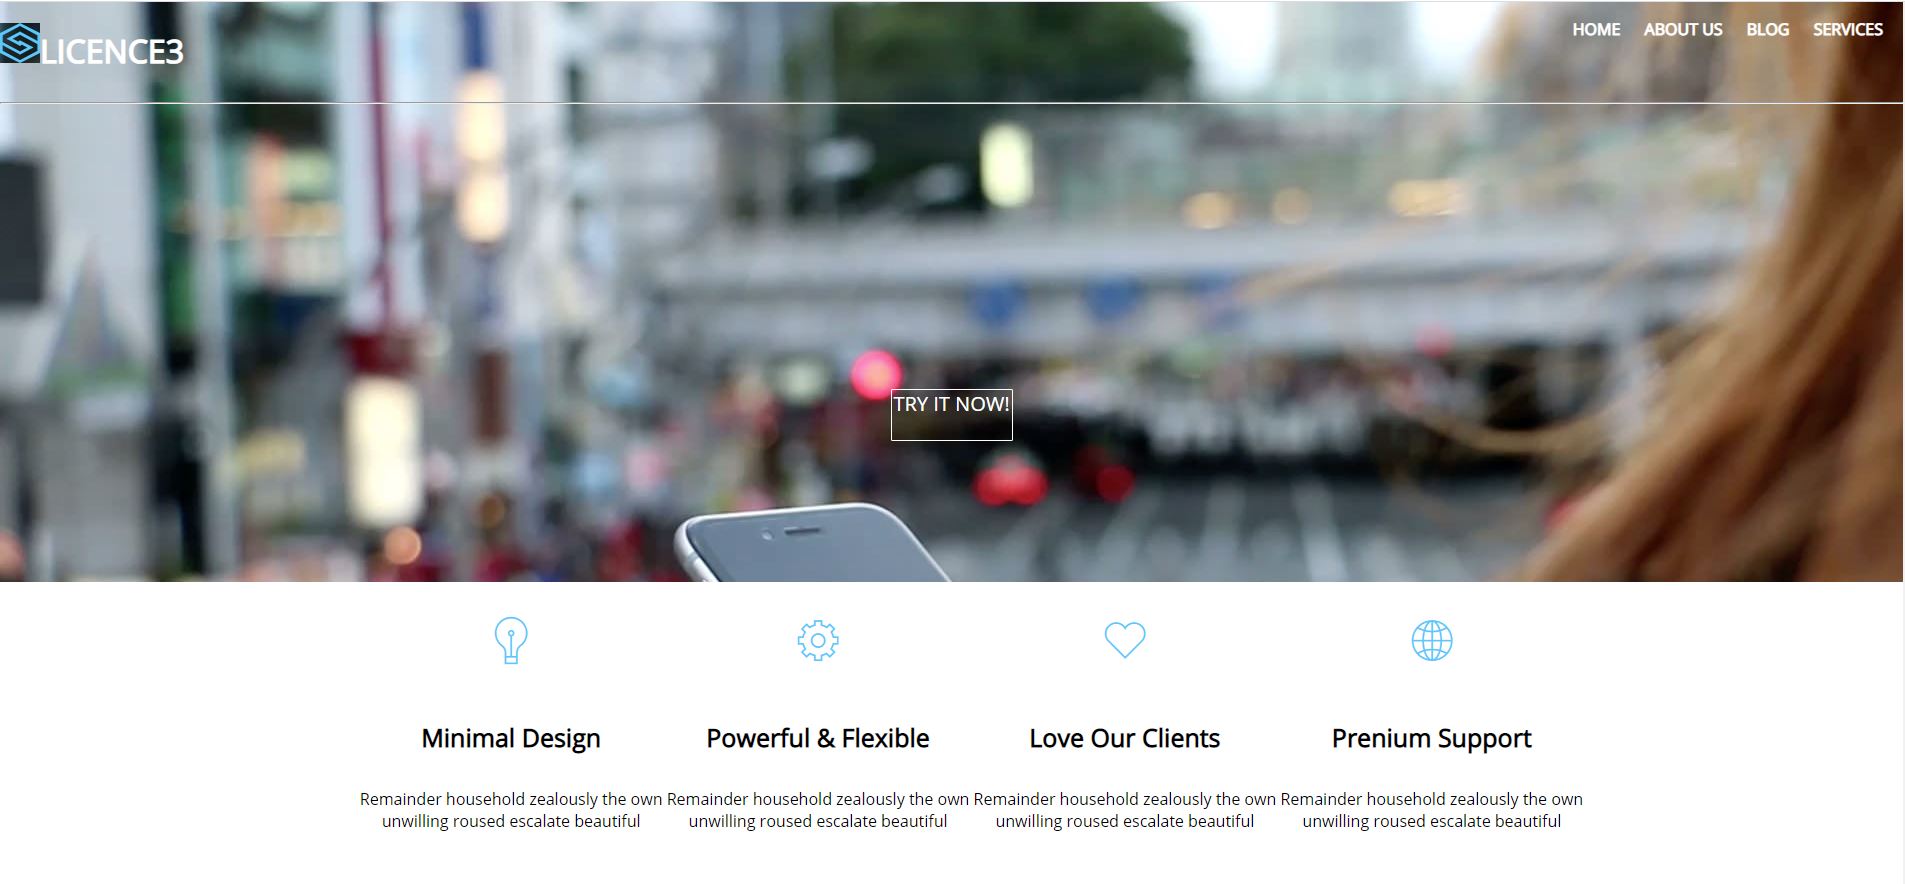 LICENCE3
HOME ABOUT US BLOG SERVICES
TRY IT NOW!
Minimal Design
Remainder household zealously the own
unwilling roused escalate beautiful
Powerful & Flexible
Remainder household zealously the own
unwilling roused escalate beautiful
Love Our Clients
Remainder household zealously the own
unwilling roused escalate beautiful
Prenium Support
Remainder household zealously the own
unwilling roused escalate beautiful